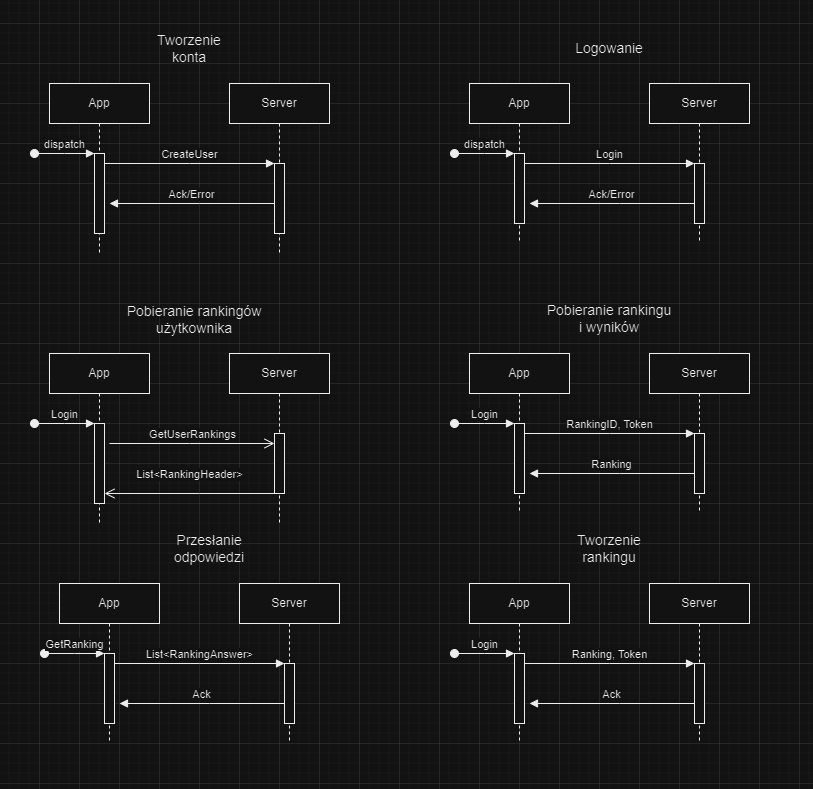 Tworzenie
konta
App
Server
dispatch
CreateUser
Ack/Error
Logowanie
App
Server
dispatch
Login
Ack/Error
Pobieranie rankingów
użytkownika
App
Server
Login
GetUserRankings
List<RankingHeader>
Pobieranie rankingu
i wyników
App
Server
Login
RankingID, Token
Ranking
Przesłanie
odpowiedzi
App
Server
GetRanking
List<RankingAnswer>
Ack
Tworzenie
rankingu
App
Server
Login
Ranking, Token
Ack